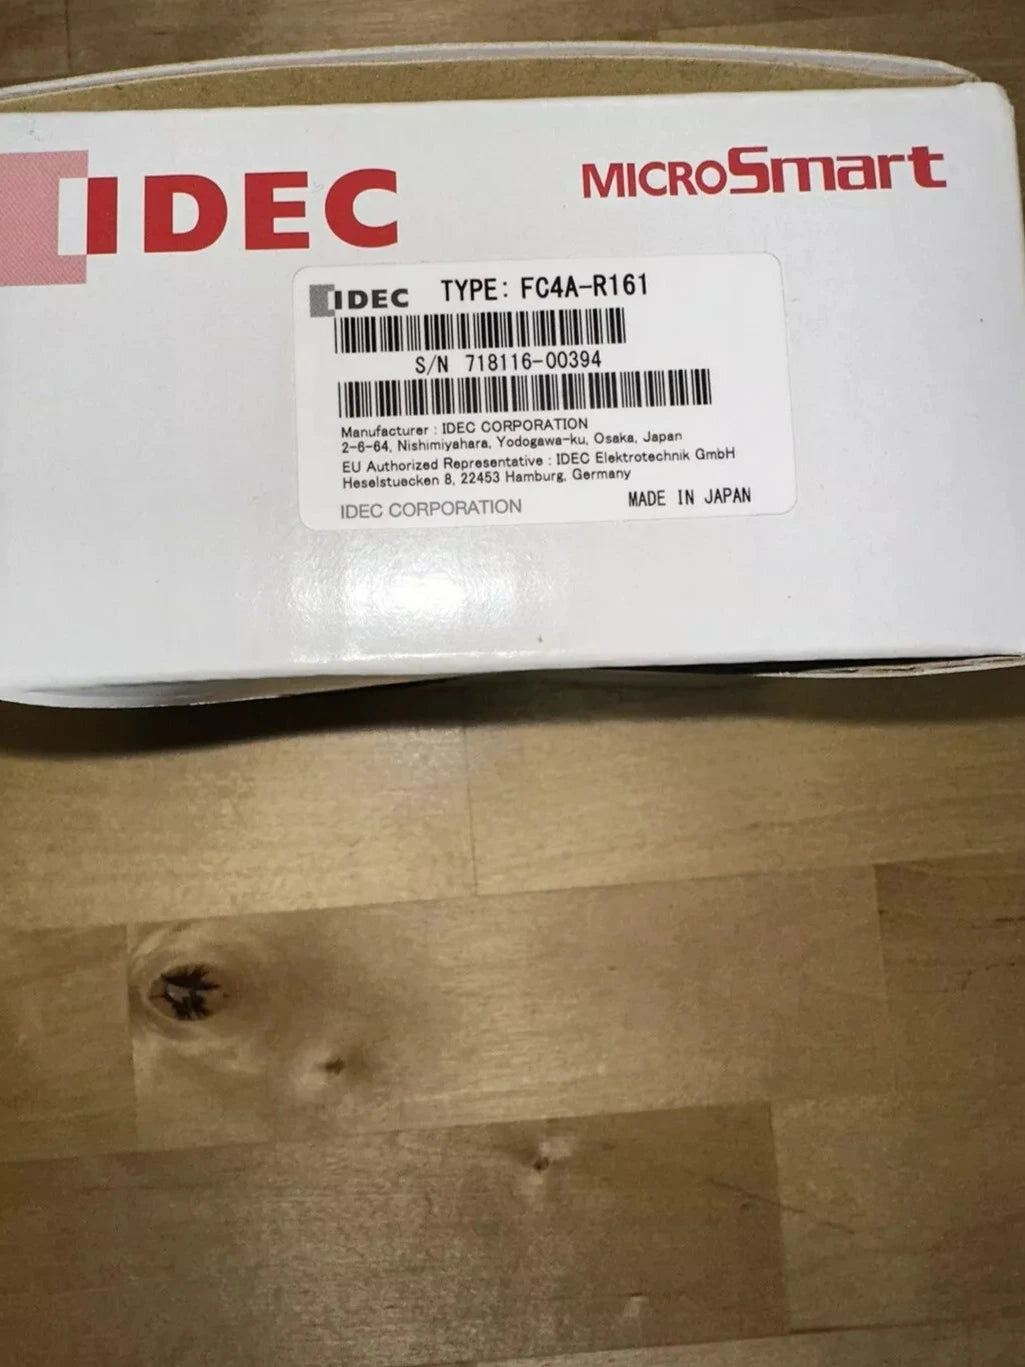 IDEC
MICROSmart
IDEC TYPE: FC4A-R161
S/N 718116-00394
Manufacturer : IDEC CORPORATION
2-6-64, Nishimiyahara, Yodogawa-ku, Osaka, Japan
EU Authorized Representative : IDEC Elektrotechnik GmbH
Heselstuecken 8, 22453 Hamburg, Germany
IDEC CORPORATION
MADE IN JAPAN